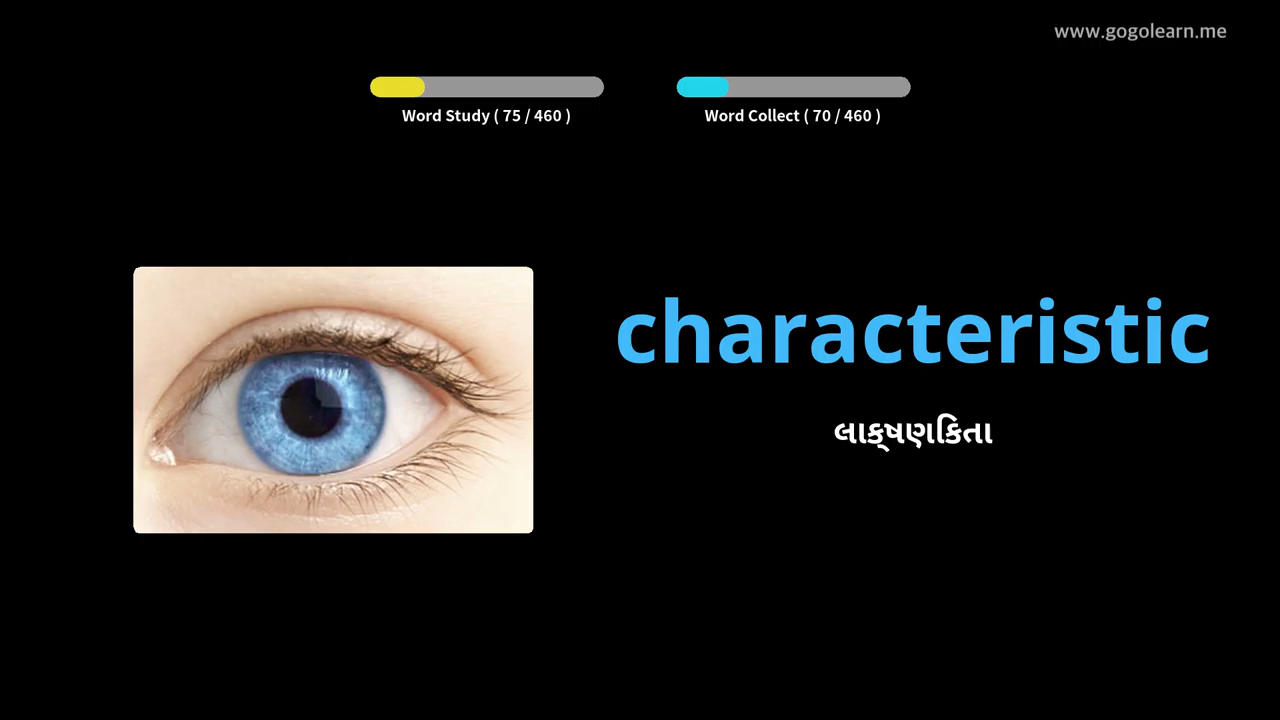 www.gogolearn.me
Word Study ( 75 / 460 )
Word Collect ( 70 / 460 )
characteristic
લાક્ષણકિતા